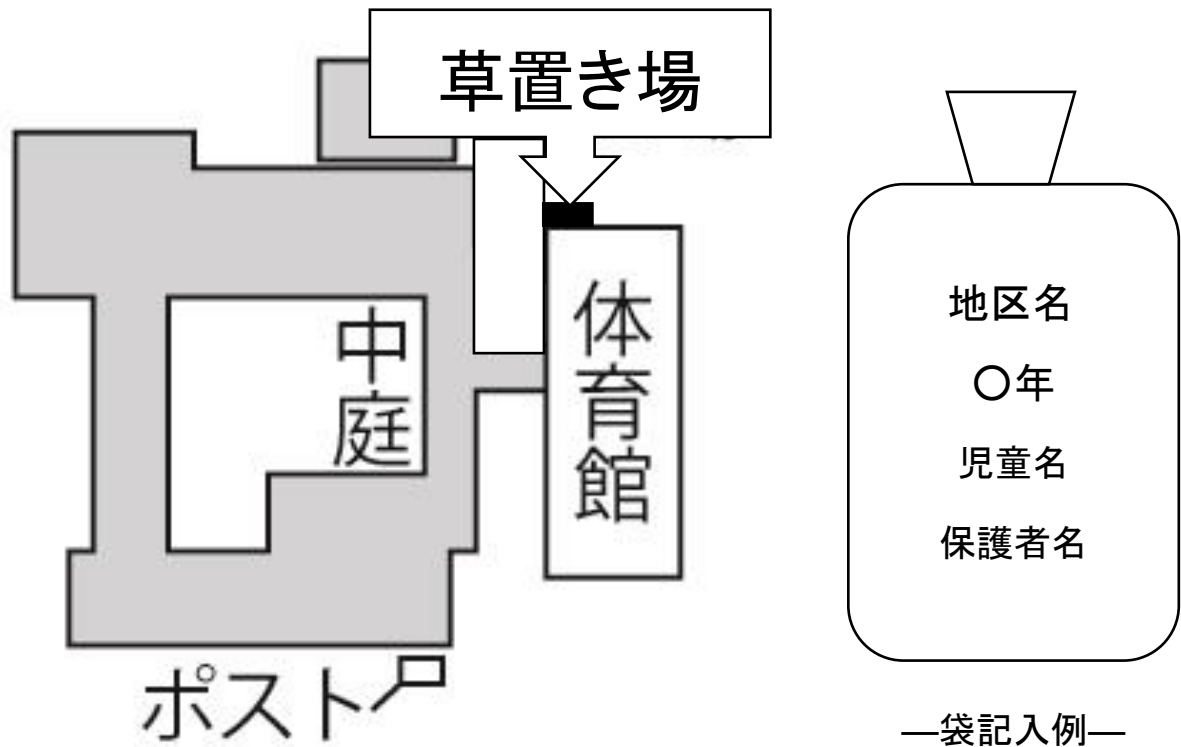 草置き場
中庭
体育館
ポスト
地区名
〇年
児童名
保護者名
―袋記入例―